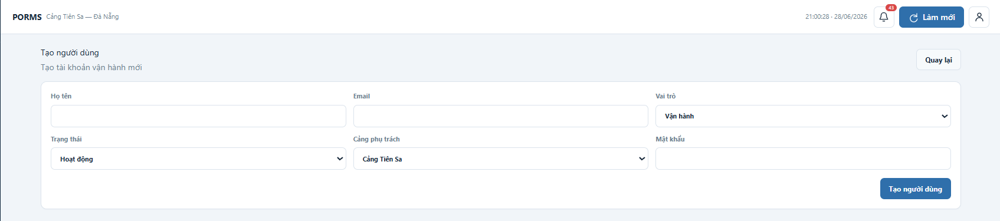 PORMS Cảng Tiên Sa — Đà Nẵng 21:00:28 · 28/06/2026 43 Làm mới
Tạo người dùng
Tạo tài khoản vận hành mới
Quay lại
Họ tên Email Vai trò
Vận hành
Trạng thái Cảng phụ trách Mật khẩu
Hoạt động Cảng Tiên Sa
Tạo người dùng